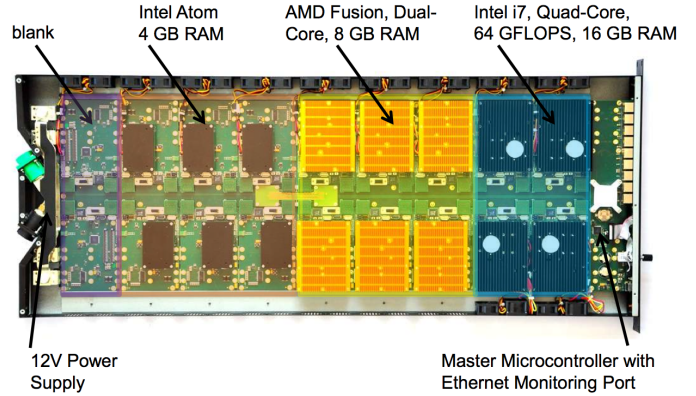 blank
Intel Atom
4 GB RAM
AMD Fusion, Dual-
Core, 8 GB RAM
Intel i7, Quad-Core,
64 GFLOPS, 16 GB RAM
12V Power
Supply
Master Microcontroller with
Ethernet Monitoring Port